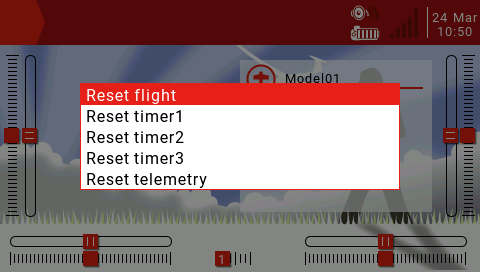 24 Mar
10:50
Model01
Reset flight
Reset timer1
Reset timer2
Reset timer3
Reset telemetry
1